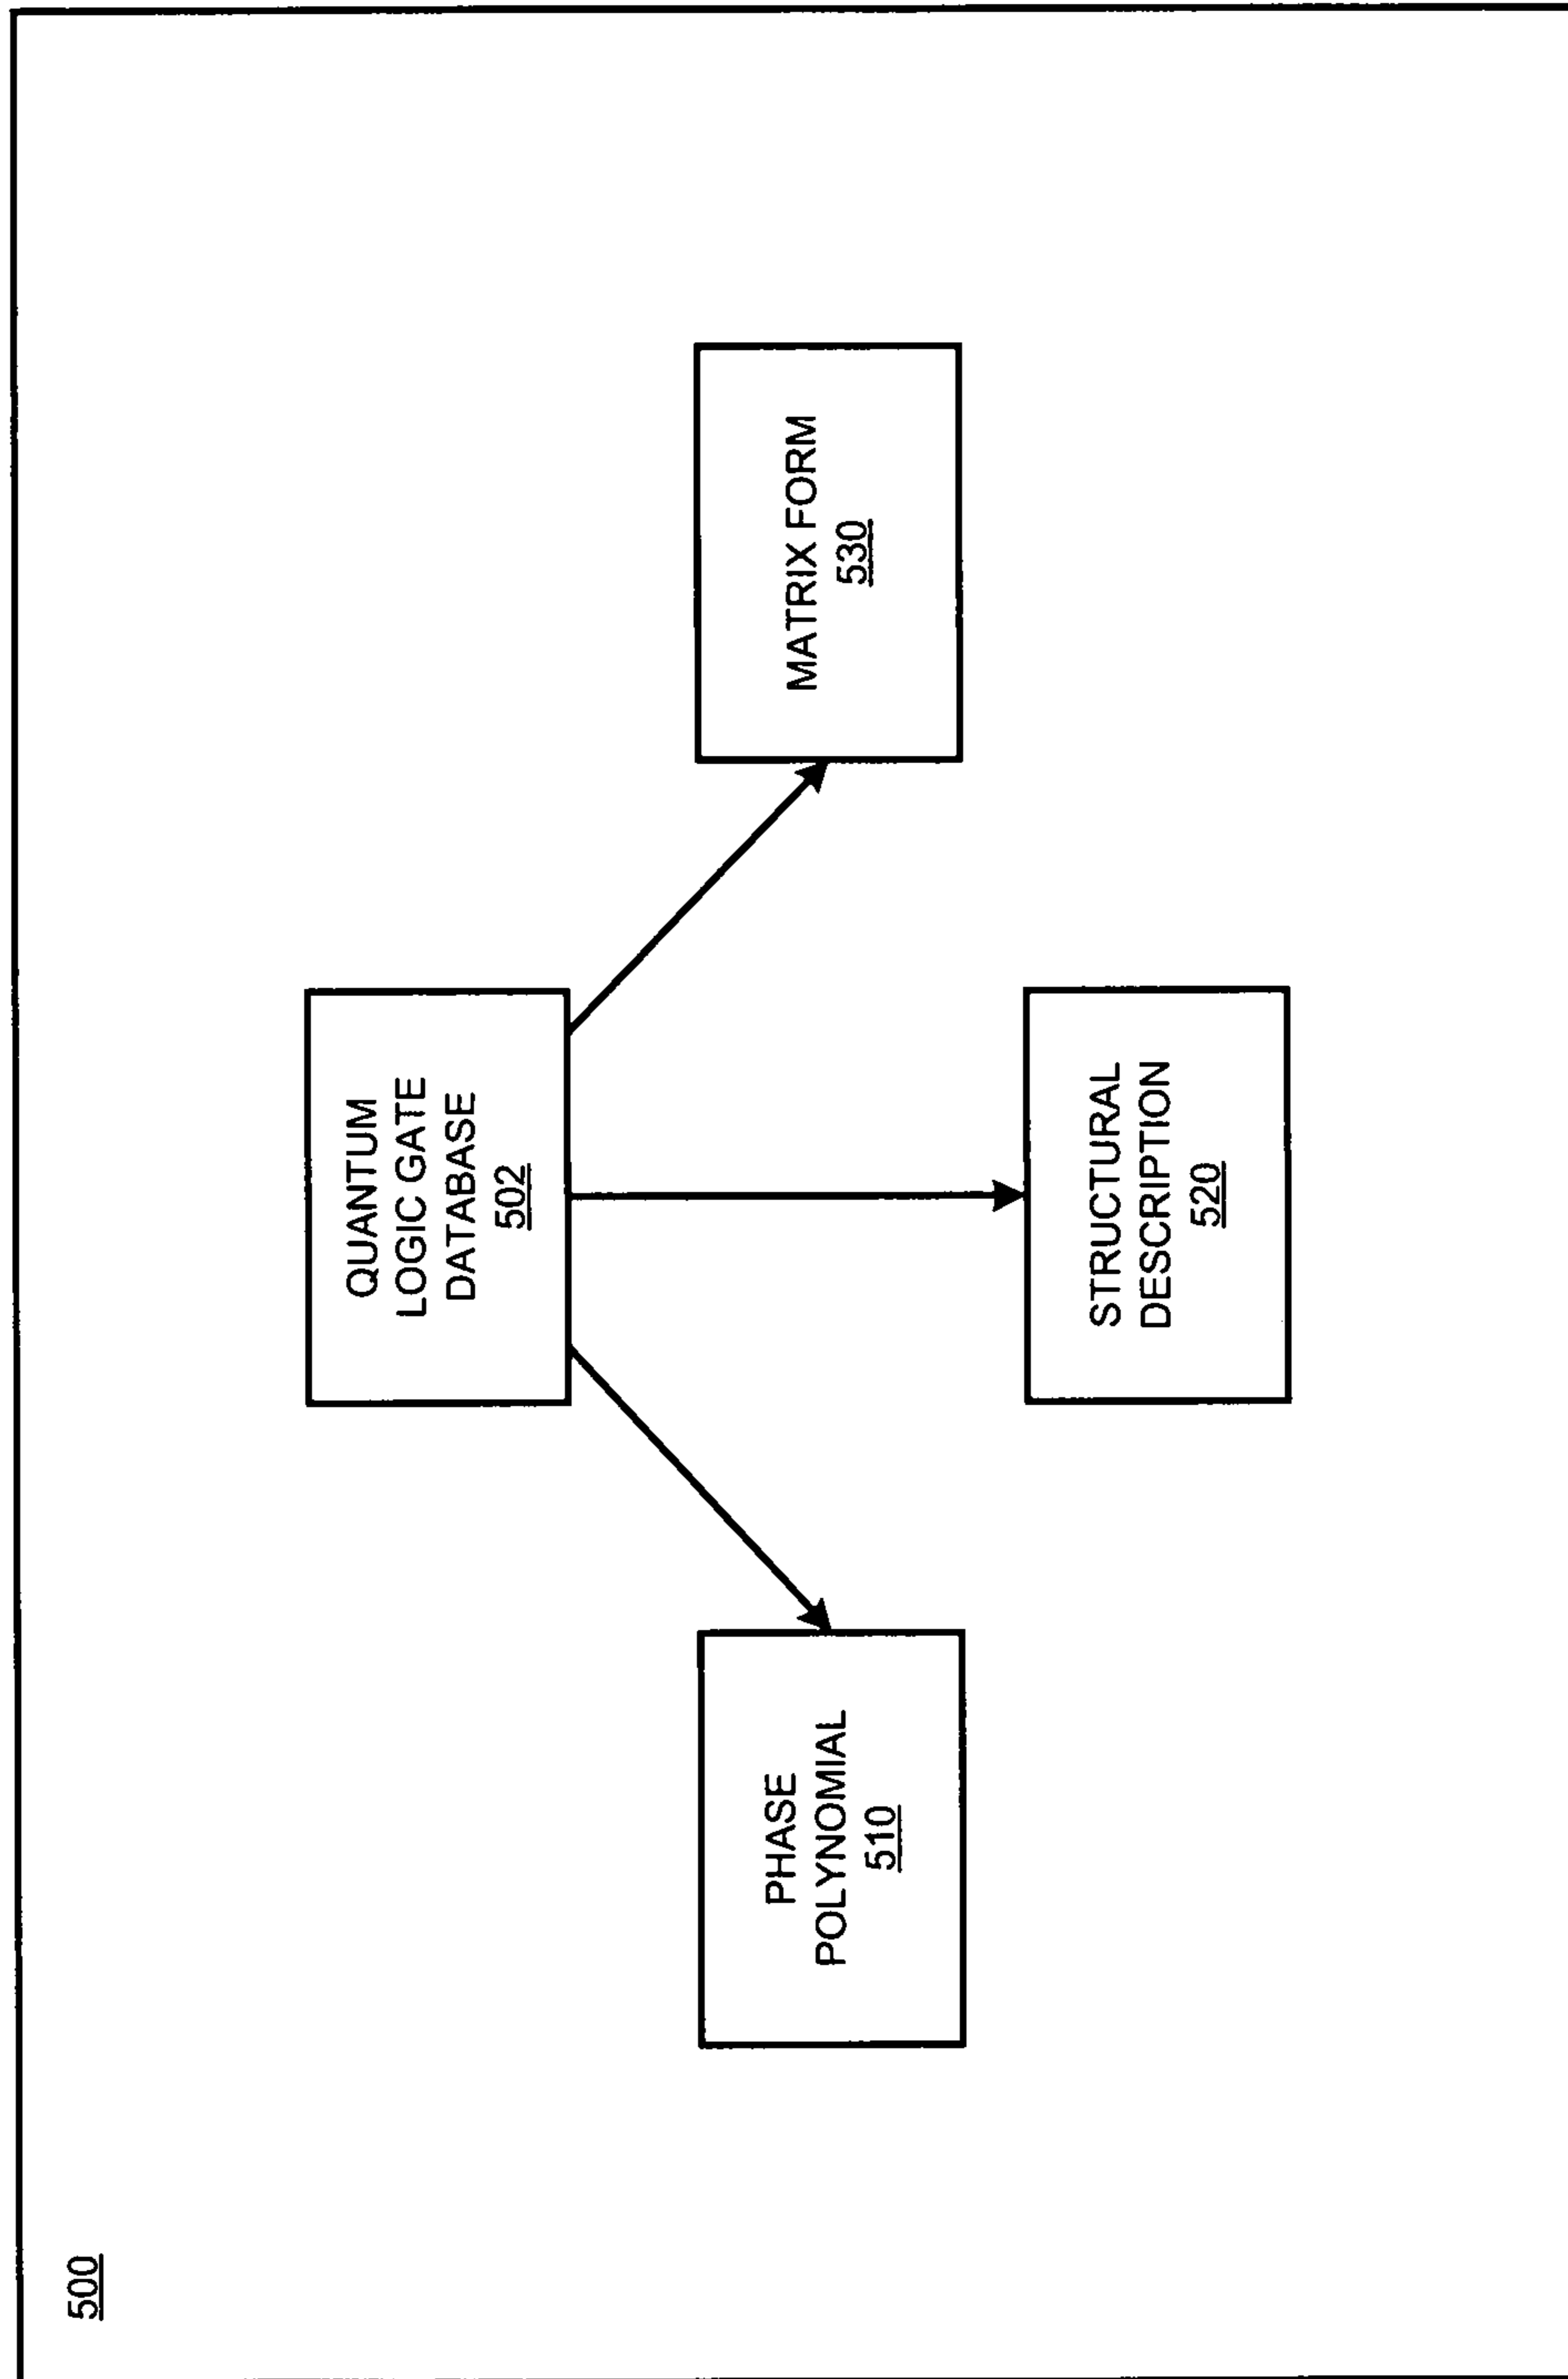 500
QUANTUM
LOGIC GATE
DATABASE
502
PHASE
POLYNOMIAL
510
MATRIX FORM
530
STRUCTURAL
DESCRIPTION
520